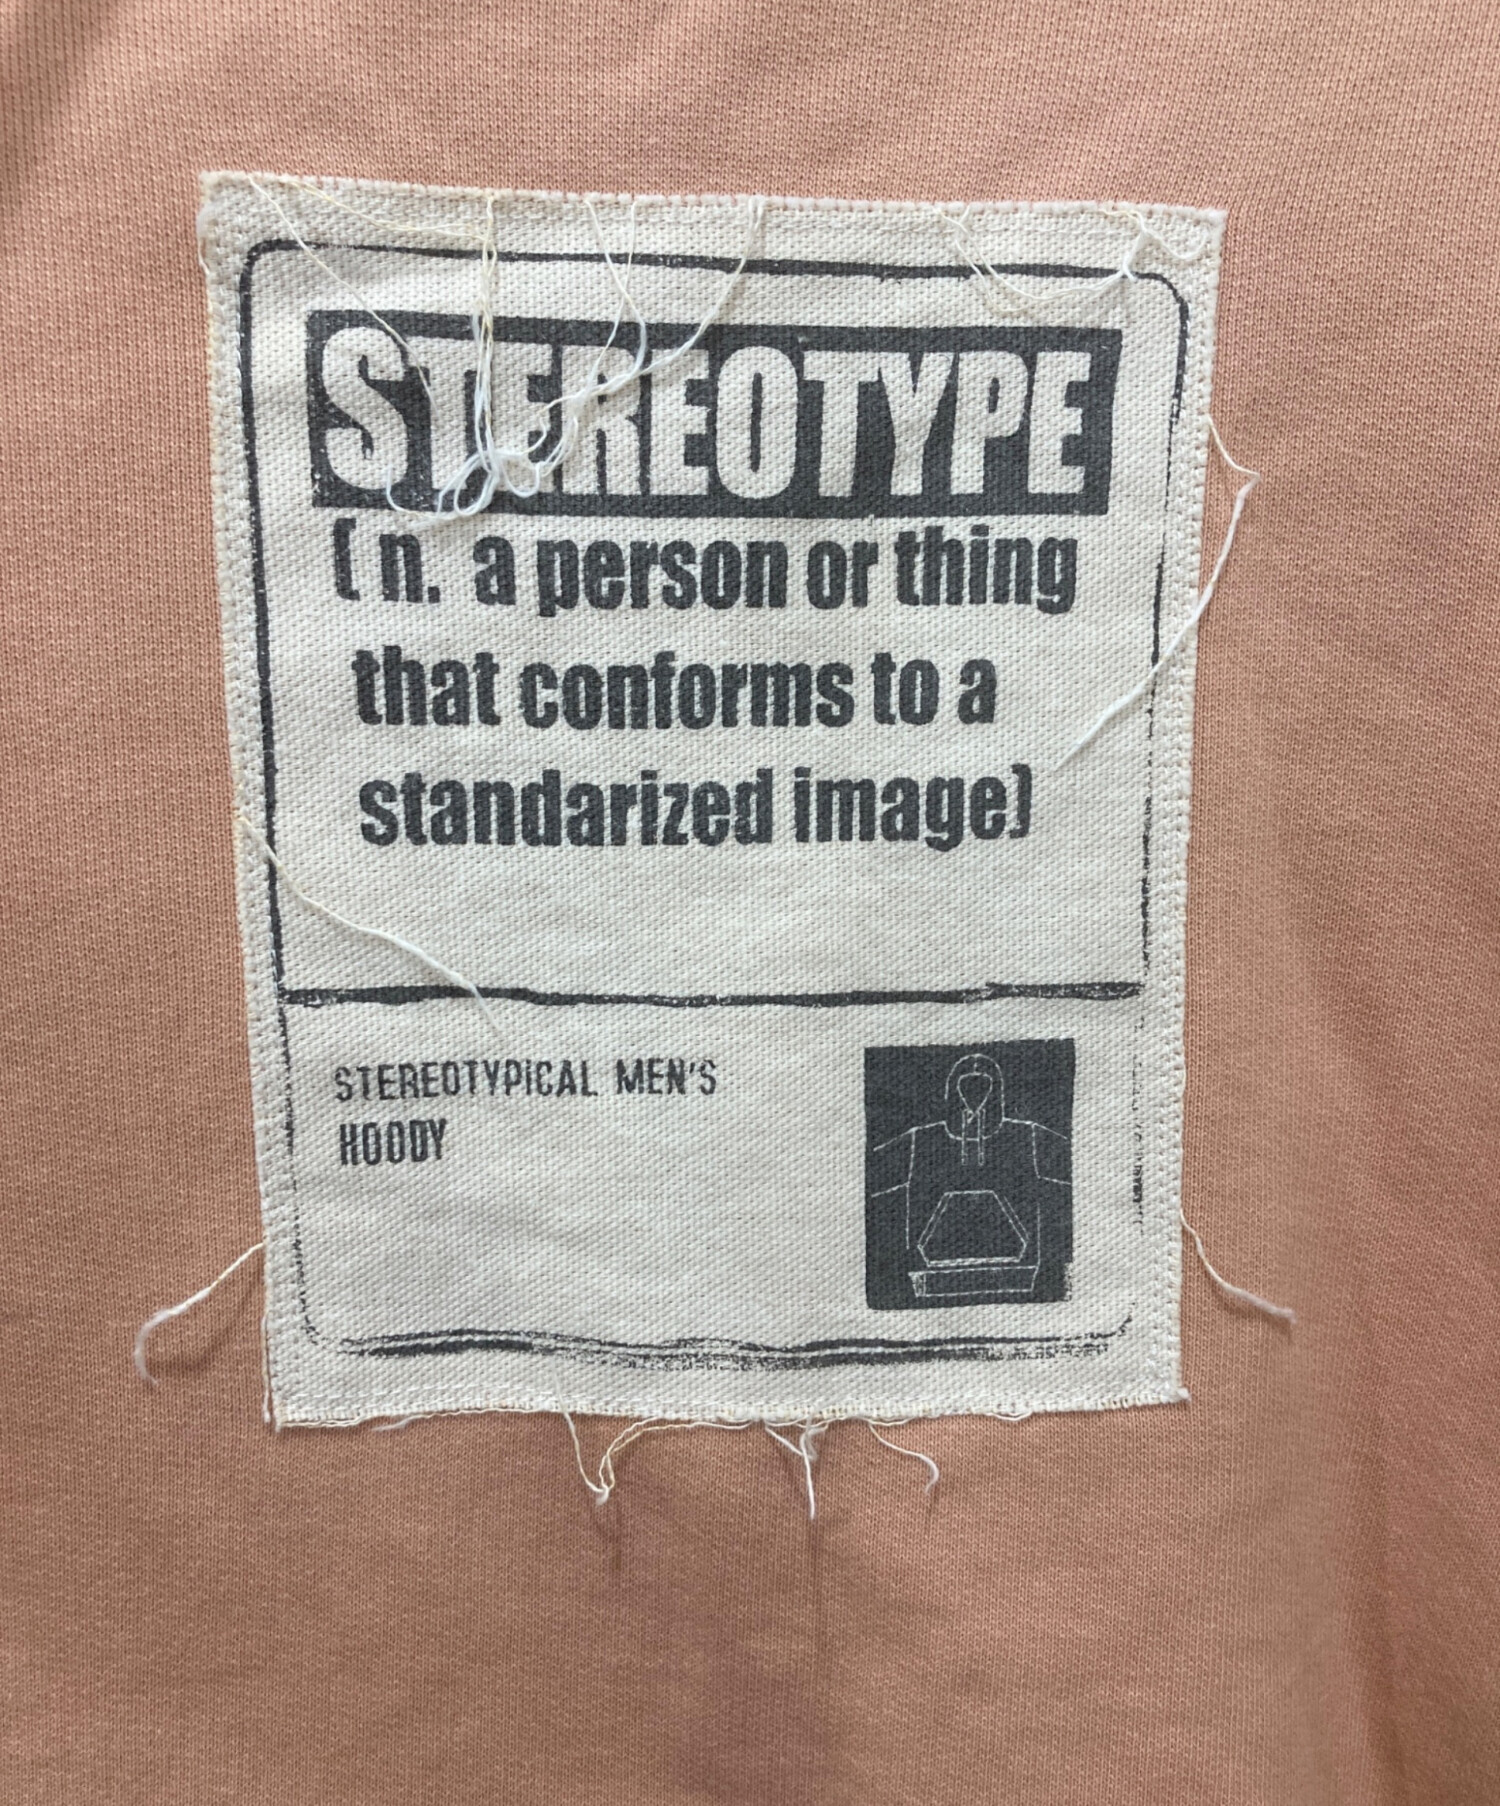 STEREOTYPE
( n. a person or thing
that conforms to a
standarized image)
STEREOTYPiCAL MEN'S
HOODY